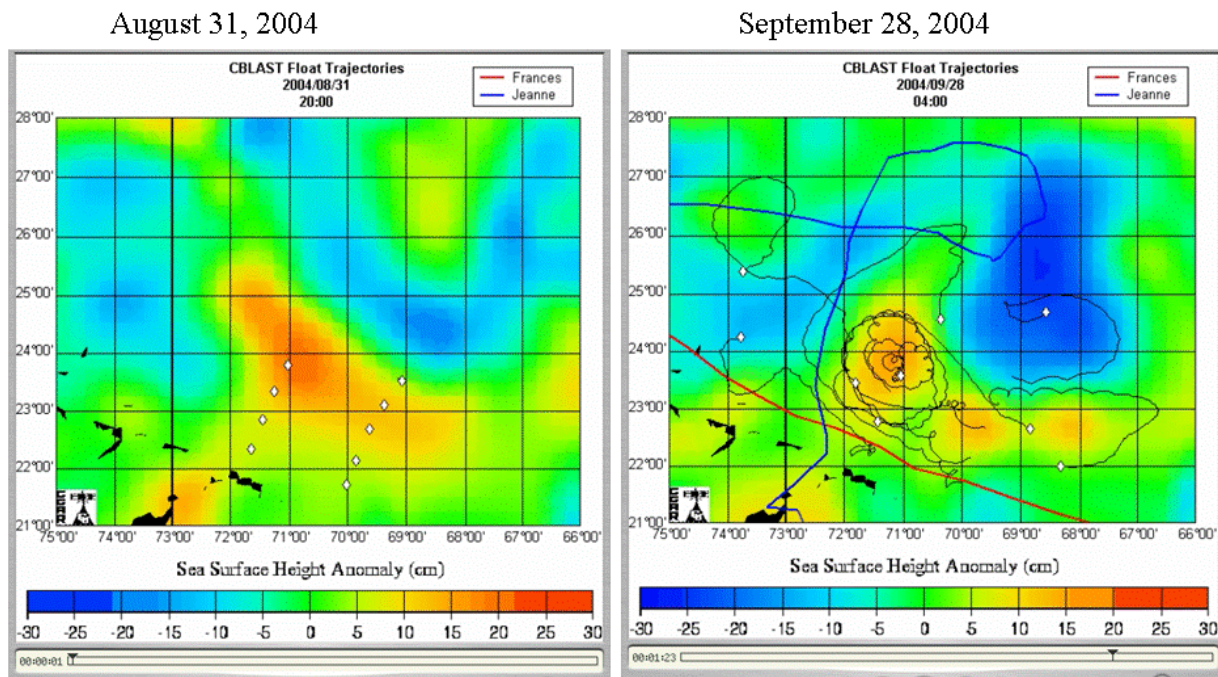 August 31, 2004
CBLAST Float Trajectories
2004/08/31
20:00
Frances
Jeanne
28°00'
27°00'
26°00'
25°00'
24°00'
23°00'
22°00'
21°00'
75°00' 74°00' 73°00' 72°00' 71°00' 70°00' 69°00' 68°00' 67°00' 66°00'
Sea Surface Height Anomaly (cm)
-30 -25 -20 -15 -10 -5 0 5 10 15 20 25 30
00:00:01
September 28, 2004
CBLAST Float Trajectories
2004/09/28
04:00
Frances
Jeanne
28°00'
27°00'
26°00'
25°00'
24°00'
23°00'
22°00'
21°00'
75°00' 74°00' 73°00' 72°00' 71°00' 70°00' 69°00' 68°00' 67°00' 66°00'
Sea Surface Height Anomaly (cm)
-30 -25 -20 -15 -10 -5 0 5 10 15 20 25 30
00:01:23